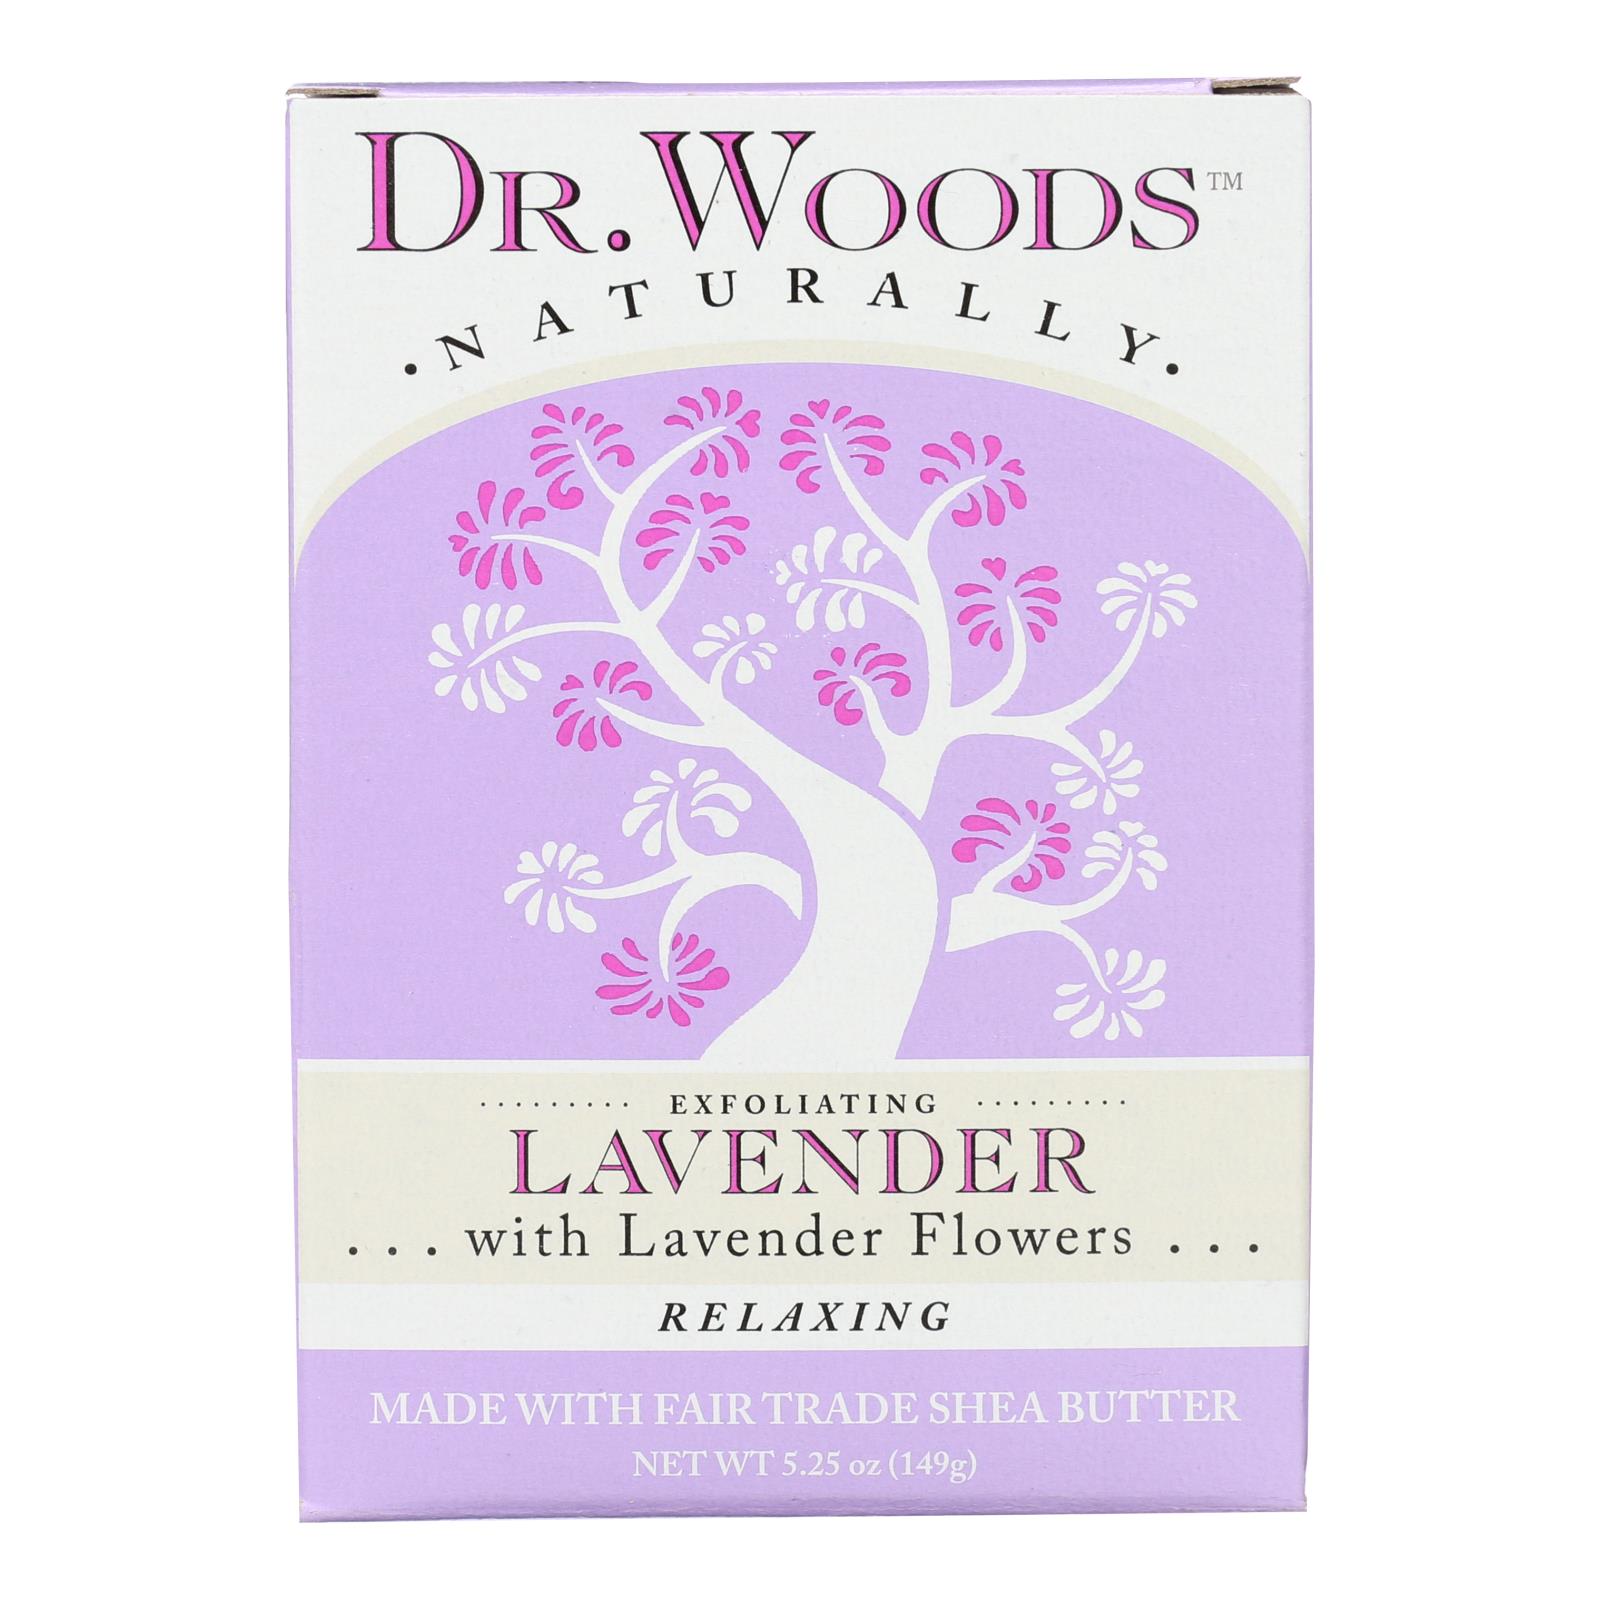 DR. WOODS™
·NATURALLY·
......... EXFOLIATING .........
LAVENDER
... with Lavender Flowers ...
RELAXING
MADE WITH FAIR TRADE SHEA BUTTER
NET WT 5.25 oz (149g)